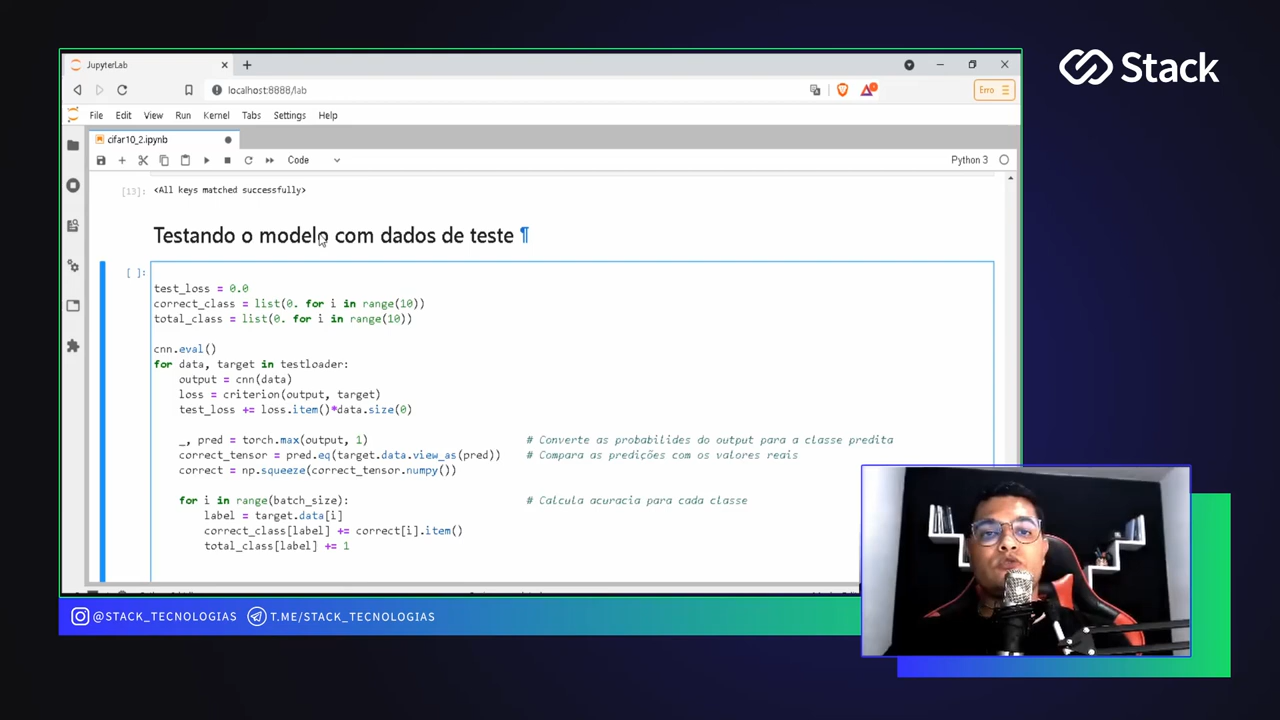 Stack
JupyterLab
localhost:8888/lab
Erro
File Edit View Run Kernel Tabs Settings Help
cifar10_2.ipynb
Code
Python 3
[13]: <All keys matched successfully>
Testando o modelo com dados de teste ¶
[ ]:
test_loss = 0.0
correct_class = list(0. for i in range(10))
total_class = list(0. for i in range(10))
cnn.eval()
for data, target in testloader:
output = cnn(data)
loss = criterion(output, target)
test_loss += loss.item()*data.size(0)
_, pred = torch.max(output, 1) # Converte as probabilides do output para a classe predita
correct_tensor = pred.eq(target.data.view_as(pred)) # Compara as predições com os valores reais
correct = np.squeeze(correct_tensor.numpy())
for i in range(batch_size): # Calcula acuracia para cada classe
label = target.data[i]
correct_class[label] += correct[i].item()
total_class[label] += 1
@STACK_TECNOLOGIAS T.ME/STACK_TECNOLOGIAS